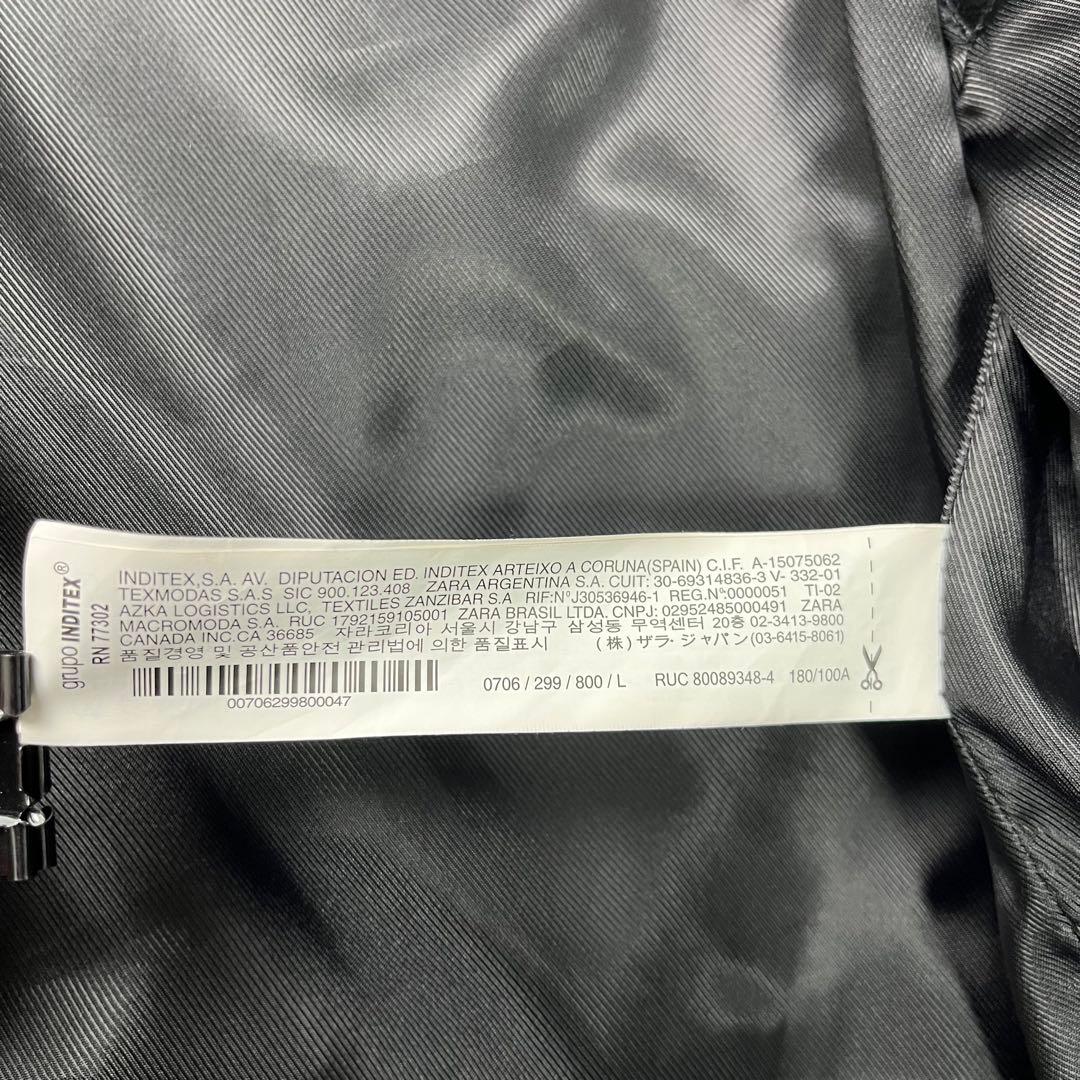 grupo INDITEX®
RN 77302
INDITEX,S.A. AV. DIPUTACION ED. INDITEX ARTEIXO A CORUNA(SPAIN) C.I.F. A-15075062
TEXMODAS S.A.S SIC 900.123.408 ZARA ARGENTINA S.A. CUIT: 30-69314836-3 V- 332-01
AZKA LOGISTICS LLC, TEXTILES ZANZIBAR S.A. RIF:NºJ30536946-1 REG.Nº:0000051 TI-02
MACROMODA S.A. RUC 1792159105001 ZARA BRASIL LTDA. CNPJ: 02952485000491 ZARA
CANADA INC.CA 36685 자라코리아 서울시 강남구 삼성동 무역센터 20층 02-3413-9800
품질경영 및 공산품안전 관리법에 의한 품질표시 (株) ザラ・ジャパン(03-6415-8061)
00706299800047
0706 / 299 / 800 / L RUC 80089348-4 180/100A